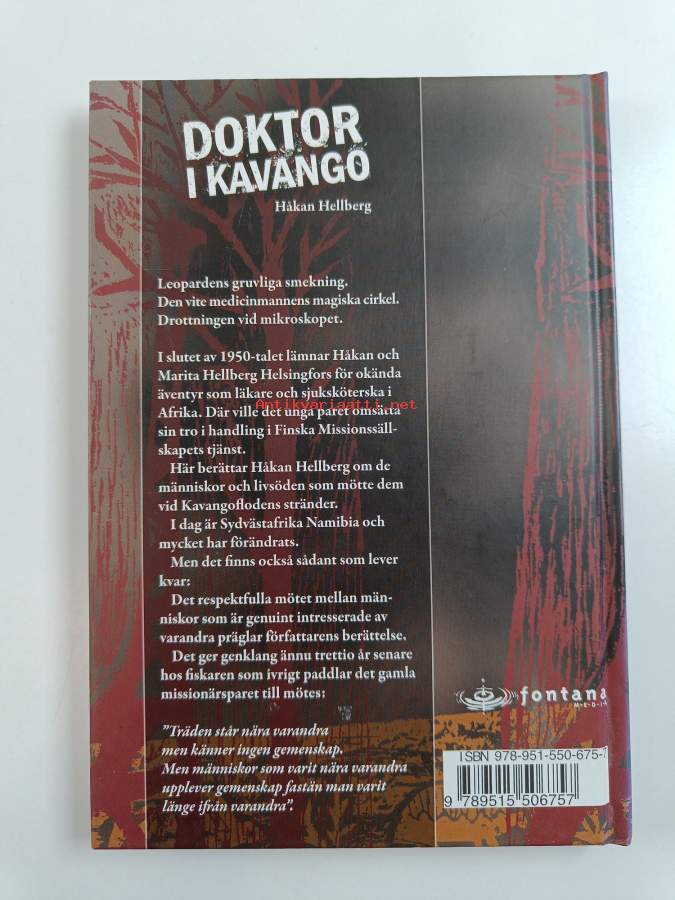 DOKTOR
I KAVANGO
Håkan Hellberg
Leopardens gruvliga smekning.
Den vite medicinmannens magiska cirkel.
Drottningen vid mikroskopet.
I slutet av 1950-talet lämnar Håkan och
Marita Hellberg Helsingfors för okända
äventyr som läkare och sjuksköterska i
Afrika. Där ville det unga paret omsätta
Antikvariaatti.net
sin tro i handling i Finska Missionssäll-
skapets tjänst.
Här berättar Håkan Hellberg om de
människor och livsöden som mötte dem
vid Kavangoflodens stränder.
I dag är Sydvästafrika Namibia och
mycket har förändrats.
Men det finns också sådant som lever
kvar:
Det respektfulla mötet mellan män-
niskor som är genuint intresserade av
varandra präglar författarens berättelse.
Det ger genklang ännu trettio år senare
hos fiskaren som ivrigt paddlar det gamla
missionärsparet till mötes:
"Träden står nära varandra
men känner ingen gemenskap.
Men människor som varit nära varandra
upplever gemenskap fastän man varit
länge ifrån varandra".
fontana
MEDIA
ISBN 978-951-550-675-
9 789515 506757